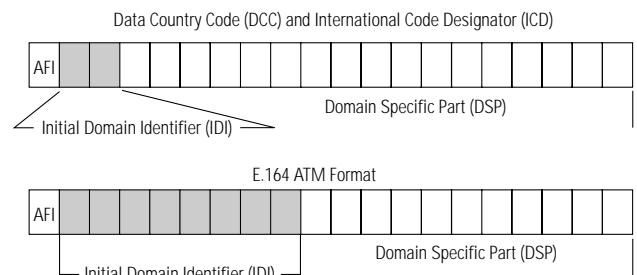 Data Country Code (DCC) and International Code Designator (ICD)
AFI
Domain Specific Part (DSP)
Initial Domain Identifier (IDI)
E.164 ATM Format
AFI
Domain Specific Part (DSP)
Initial Domain Identifier (IDI)